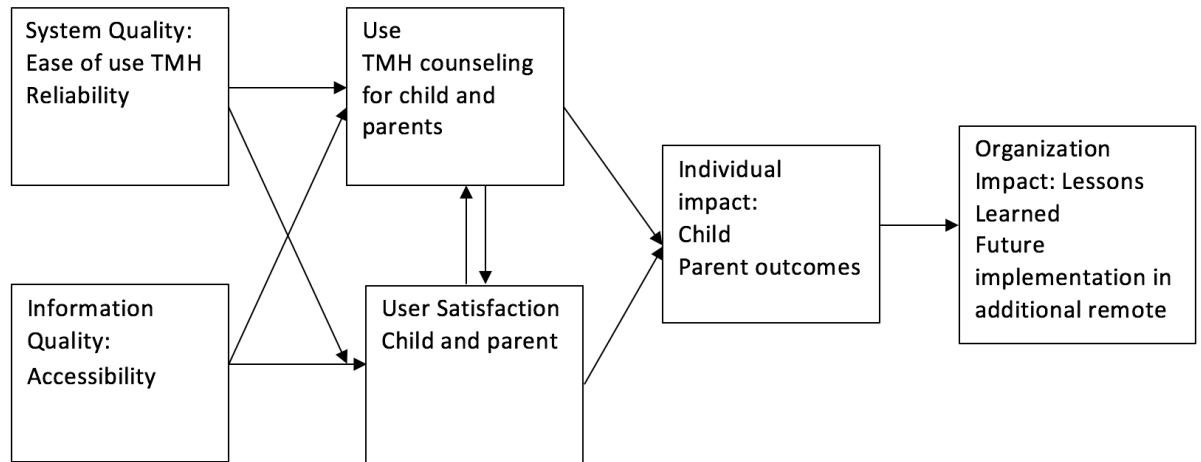 System Quality:
Ease of use TMH
Reliability
Use
TMH counseling
for child and
parents
Information
Quality:
Accessibility
User Satisfaction
Child and parent
Individual
impact:
Child
Parent outcomes
Organization
Impact: Lessons
Learned
Future
implementation in
additional remote